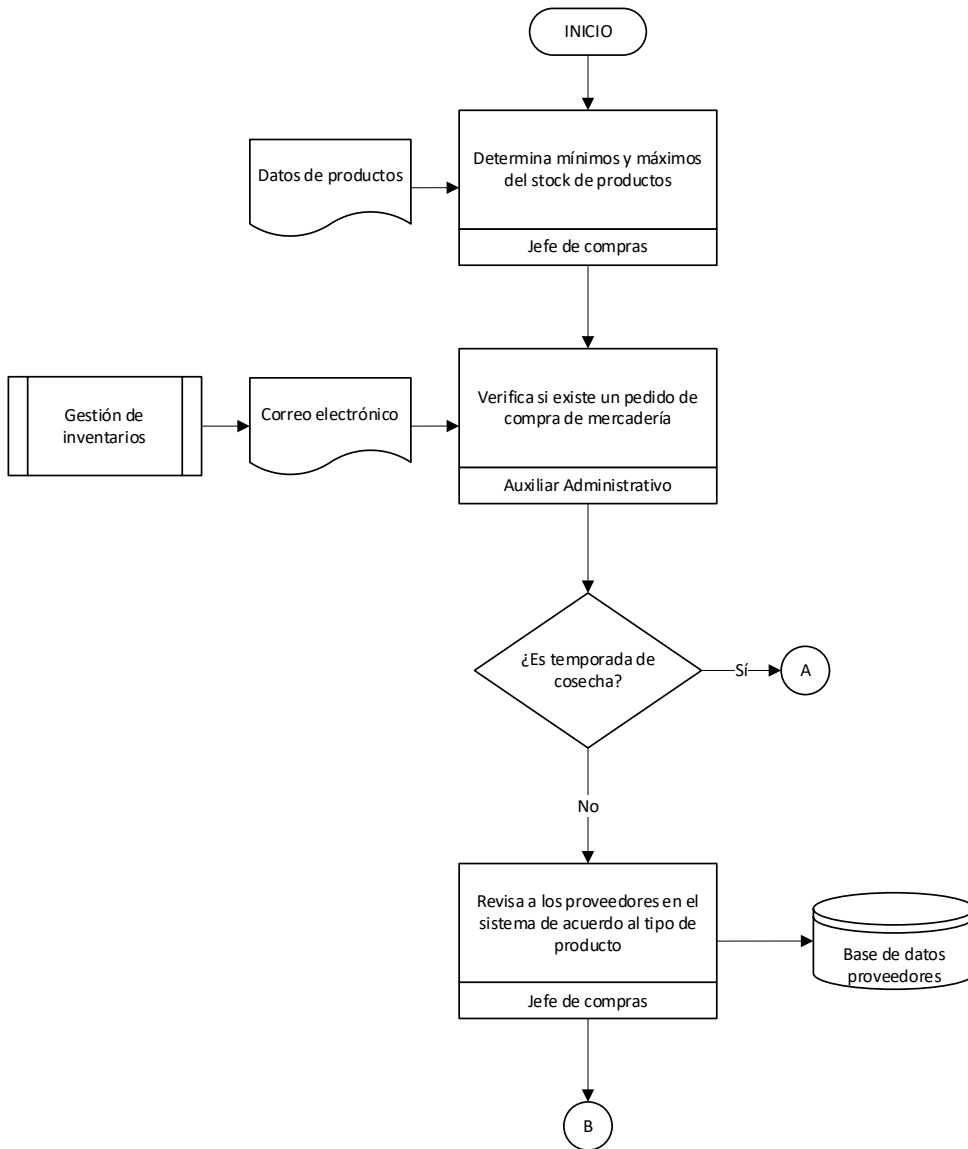 INICIO
Datos de productos
Determina mínimos y máximos
del stock de productos
Jefe de compras
Gestión de
inventarios
Correo electrónico
Verifica si existe un pedido de
compra de mercadería
Auxiliar Administrativo
¿Es temporada de
cosecha?
Sí
A
No
Revisa a los proveedores en el
sistema de acuerdo al tipo de
producto
Jefe de compras
Base de datos
proveedores
B